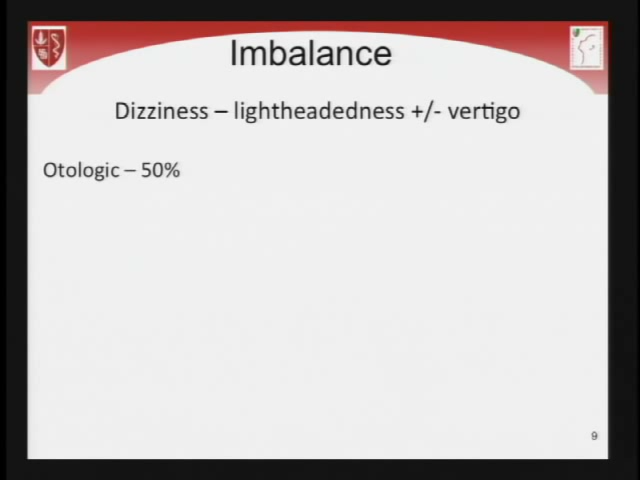 Imbalance
Dizziness – lightheadedness +/- vertigo
Otologic – 50%
9